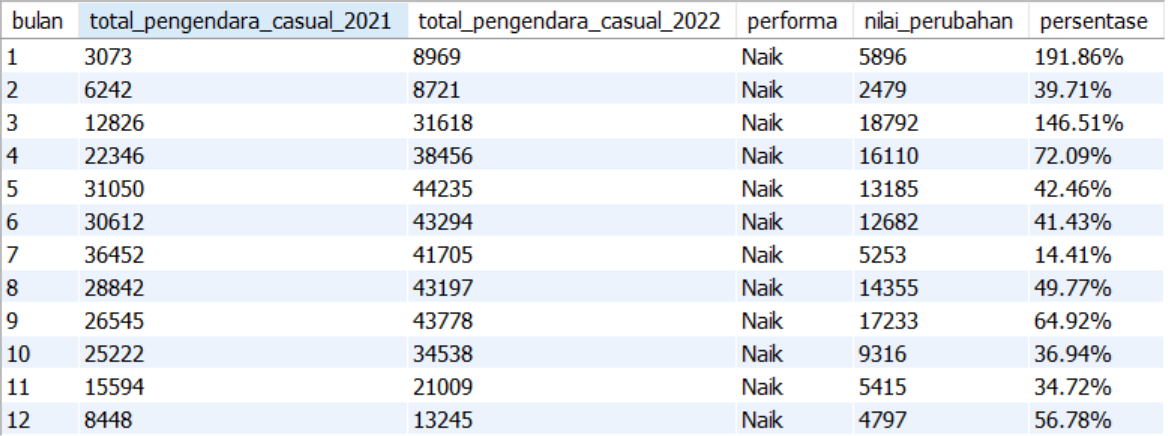 bulan total_pengendara_casual_2021 total_pengendara_casual_2022 performa nilai_perubahan persentase
1 3073 8969 Naik 5896 191.86%
2 6242 8721 Naik 2479 39.71%
3 12826 31618 Naik 18792 146.51%
4 22346 38456 Naik 16110 72.09%
5 31050 44235 Naik 13185 42.46%
6 30612 43294 Naik 12682 41.43%
7 36452 41705 Naik 5253 14.41%
8 28842 43197 Naik 14355 49.77%
9 26545 43778 Naik 17233 64.92%
10 25222 34538 Naik 9316 36.94%
11 15594 21009 Naik 5415 34.72%
12 8448 13245 Naik 4797 56.78%